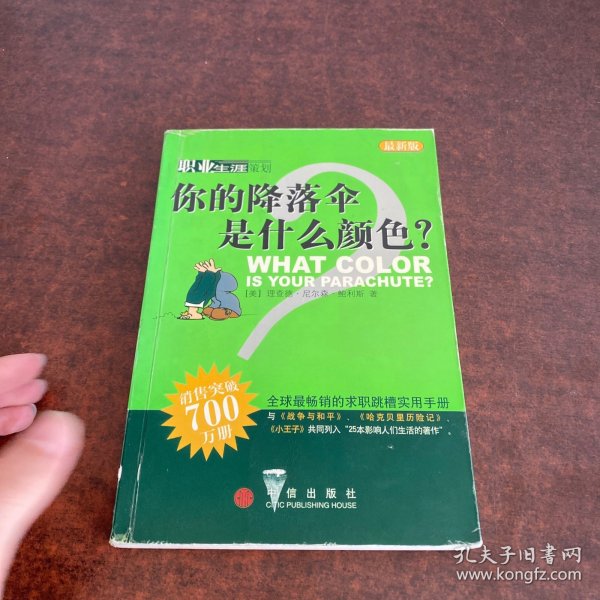 最新版
职业生涯策划
你的降落伞
是什么颜色?
WHAT COLOR
IS YOUR PARACHUTE?
[美] 理查德·尼尔森·鲍利斯 著
销售突破
700
万册
全球最畅销的求职跳槽实用手册
与《战争与和平》、《哈克贝里历险记》、
《小王子》共同列入“25本影响人们生活的著作”。
中信出版社
CITIC PUBLISHING HOUSE
孔夫子旧书网
www.kongfz.com